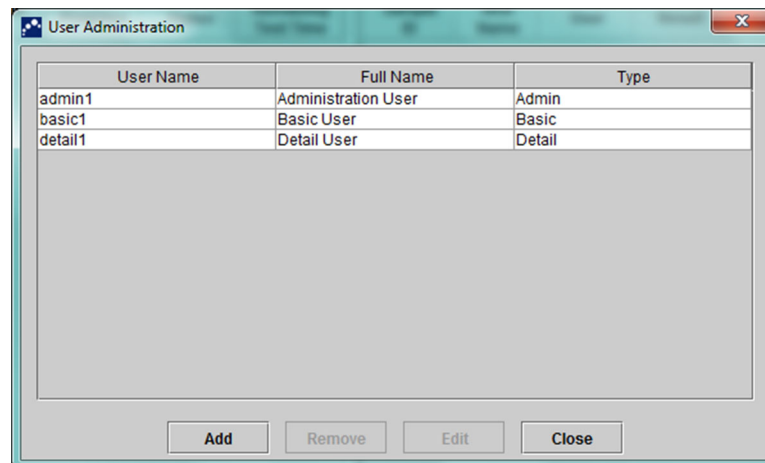 User Administration
User Name Full Name Type
admin1 Administration User Admin
basic1 Basic User Basic
detail1 Detail User Detail
Add Remove Edit Close